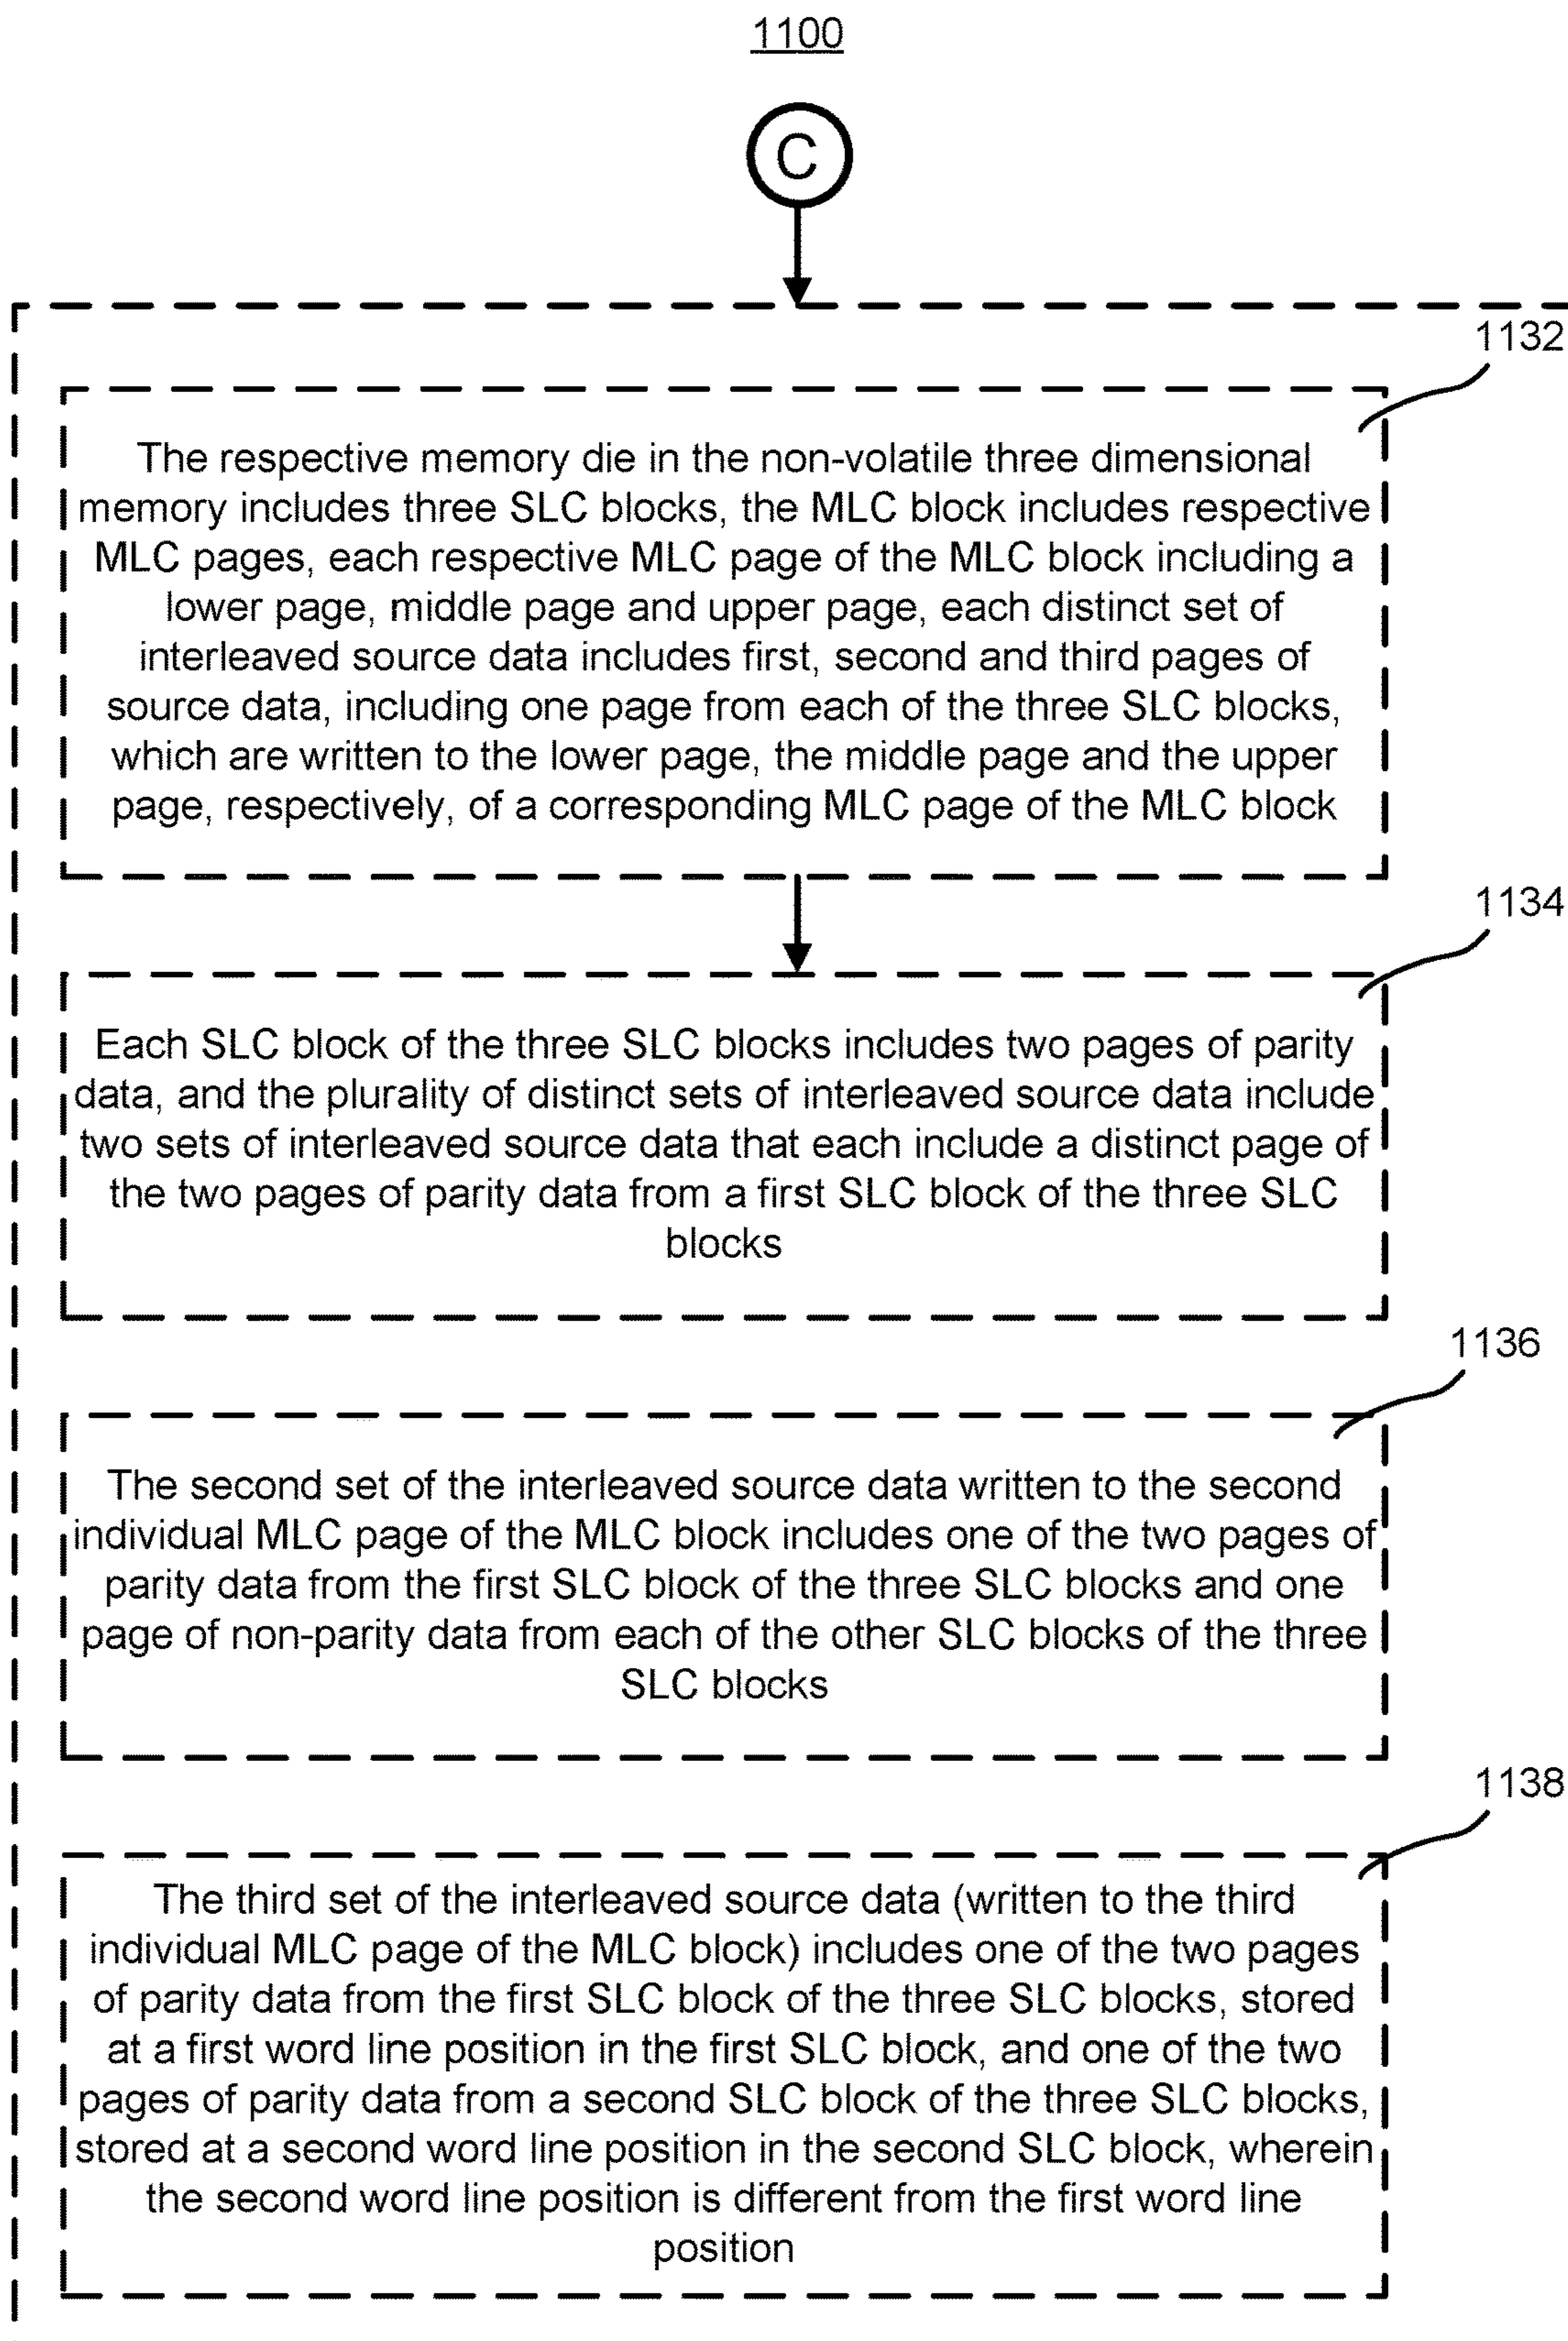 1100
C
1132
The respective memory die in the non-volatile three dimensional
memory includes three SLC blocks, the MLC block includes respective
MLC pages, each respective MLC page of the MLC block including a
lower page, middle page and upper page, each distinct set of
interleaved source data includes first, second and third pages of
source data, including one page from each of the three SLC blocks,
which are written to the lower page, the middle page and the upper
page, respectively, of a corresponding MLC page of the MLC block
1134
Each SLC block of the three SLC blocks includes two pages of parity
data, and the plurality of distinct sets of interleaved source data include
two sets of interleaved source data that each include a distinct page of
the two pages of parity data from a first SLC block of the three SLC
blocks
1136
The second set of the interleaved source data written to the second
individual MLC page of the MLC block includes one of the two pages of
parity data from the first SLC block of the three SLC blocks and one
page of non-parity data from each of the other SLC blocks of the three
SLC blocks
1138
The third set of the interleaved source data (written to the third
individual MLC page of the MLC block) includes one of the two pages
of parity data from the first SLC block of the three SLC blocks, stored
at a first word line position in the first SLC block, and one of the two
pages of parity data from a second SLC block of the three SLC blocks,
stored at a second word line position in the second SLC block, wherein
the second word line position is different from the first word line
position